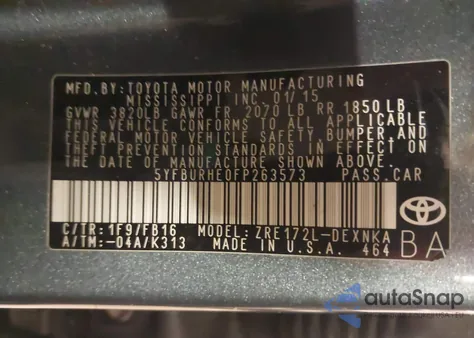 MFD.BY:TOYOTA MOTOR MANUFACTURING
MISSISSIPPI INC. 01/15
GVWR 3820LB GAWR FR 2070 LB RR 1850LB
THIS VEHICLE CONFORMS TO ALL APPLICABLE
FEDERAL MOTOR VEHICLE SAFETY, BUMPER, AND
THEFT PREVENTION STANDARDS IN EFFECT ON
THE DATE OF MANUFACTURE SHOWN ABOVE.
5YFBURHE0FP263573 PASS.CAR
C/TR:1F9/FB16 MODEL: ZRE172L-DEXNKA
A/TM:-04A/K313 MADE IN U.S.A. 464
BA
autaSnap